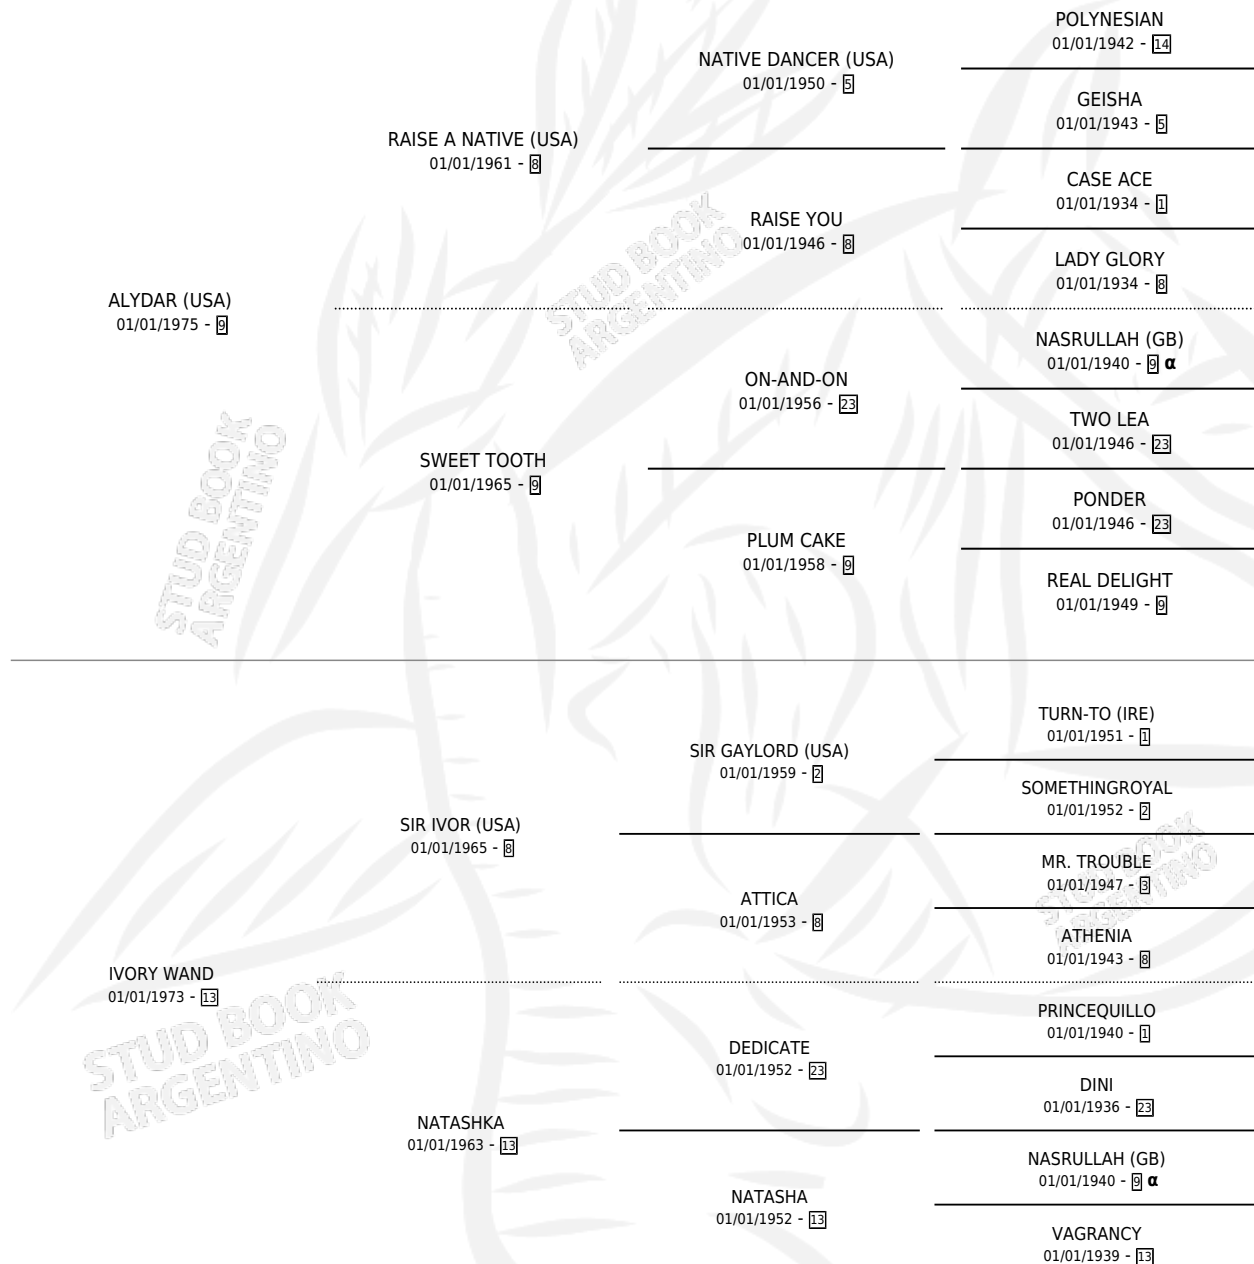 POLYNESIAN
01/01/1942 - 14
NATIVE DANCER (USA)
01/01/1950 - 5
GEISHA
01/01/1943 - 5
RAISE A NATIVE (USA)
01/01/1961 - 8
CASE ACE
01/01/1934 - 1
RAISE YOU
01/01/1946 - 8
LADY GLORY
01/01/1934 - 8
ALYDAR (USA)
01/01/1975 - 9
NASRULLAH (GB)
01/01/1940 - 9 α
ON-AND-ON
01/01/1956 - 23
TWO LEA
01/01/1946 - 23
SWEET TOOTH
01/01/1965 - 9
PONDER
01/01/1946 - 23
PLUM CAKE
01/01/1958 - 9
REAL DELIGHT
01/01/1949 - 9
TURN-TO (IRE)
01/01/1951 - 1
SIR GAYLORD (USA)
01/01/1959 - 2
SOMETHINGROYAL
01/01/1952 - 2
SIR IVOR (USA)
01/01/1965 - 8
MR. TROUBLE
01/01/1947 - 3
ATTICA
01/01/1953 - 8
ATHENIA
01/01/1943 - 8
IVORY WAND
01/01/1973 - 13
PRINCEQUILLO
01/01/1940 - 1
DEDICATE
01/01/1952 - 23
DINI
01/01/1936 - 23
NATASHKA
01/01/1963 - 13
NASRULLAH (GB)
01/01/1940 - 9 α
NATASHA
01/01/1952 - 13
VAGRANCY
01/01/1939 - 13
STUD BOOK
ARGENTINO
STUD BOOK
ARGENTINO
STUD BOOK
ARGENTINO
STUD BOOK
ARGENTINO